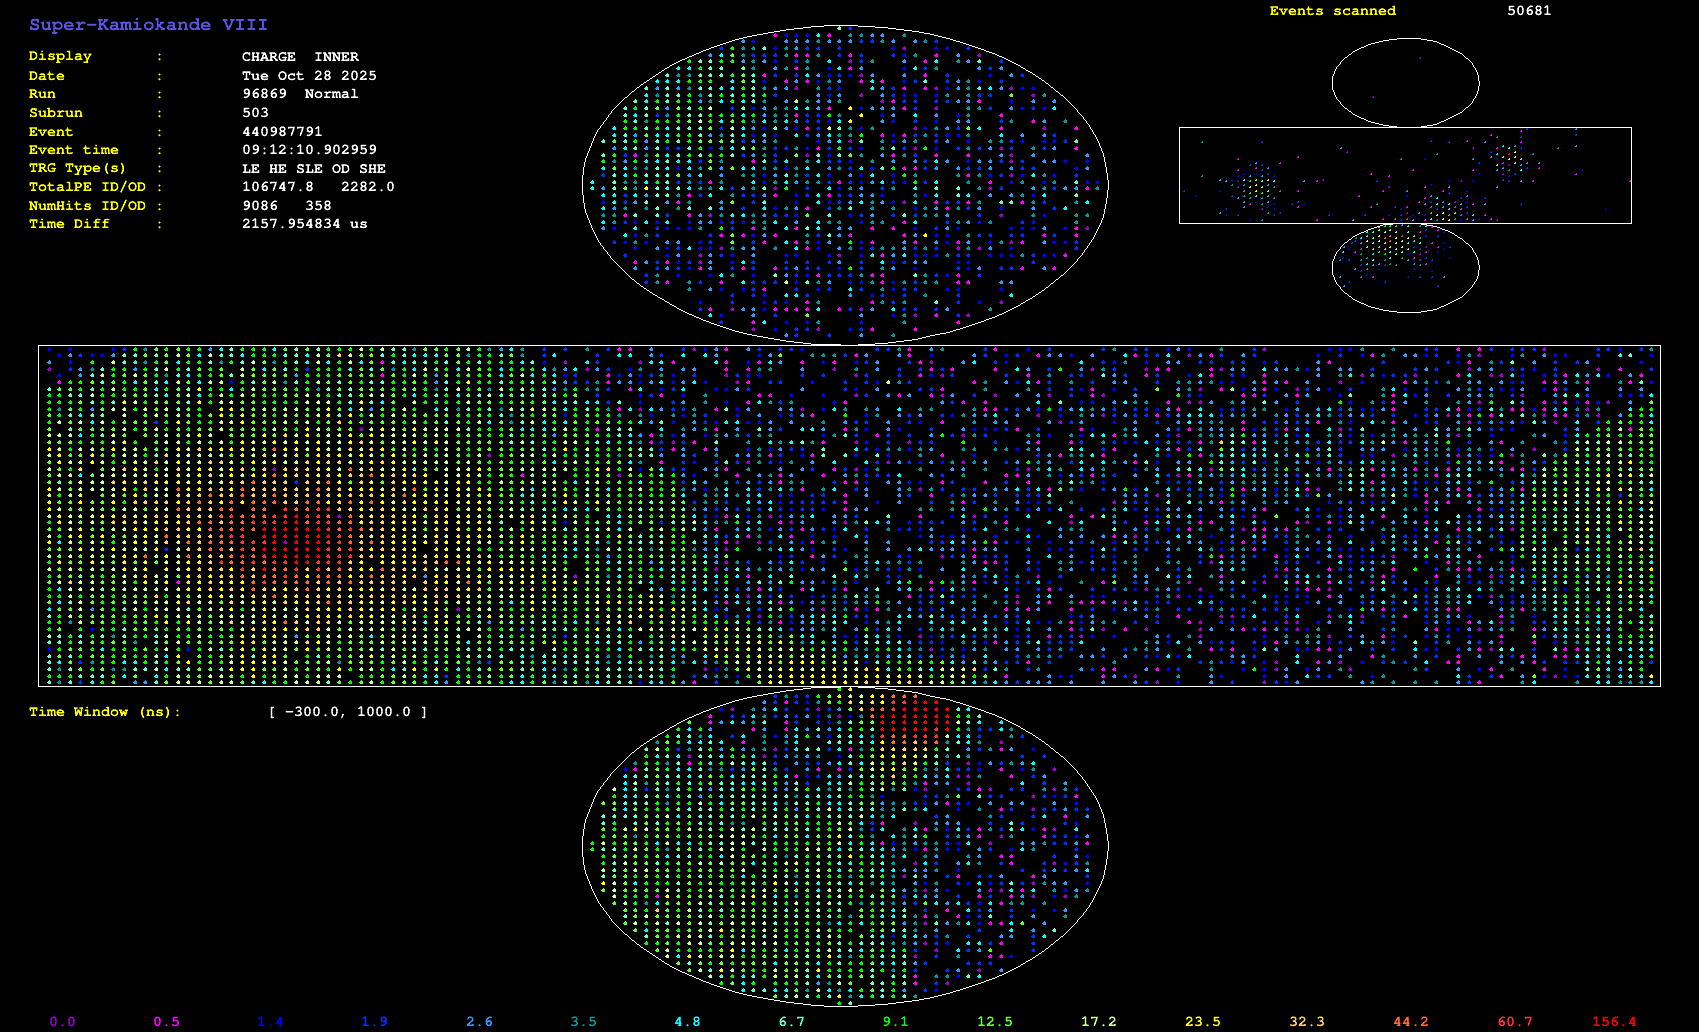 Super-Kamiokande VIII
Display : CHARGE INNER
Date : Tue Oct 28 2025
Run : 96869 Normal
Subrun : 503
Event : 440987791
Event time : 09:12:10.902959
TRG Type(s) : LE HE SLE OD SHE
TotalPE ID/OD : 106747.8 2282.0
NumHits ID/OD : 9086 358
Time Diff : 2157.954834 us
Events scanned 50681
Time Window (ns): [ -300.0, 1000.0 ]
0.0 0.5 1.4 1.9 2.6 3.5 4.8 6.7 9.1 12.5 17.2 23.5 32.3 44.2 60.7 156.4